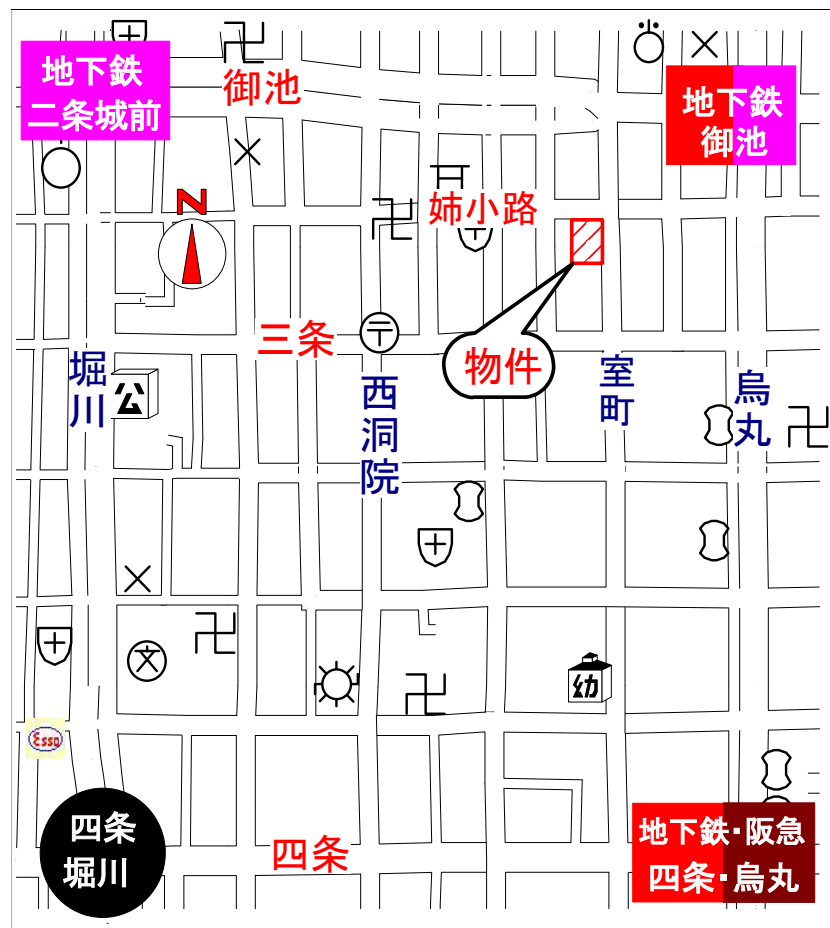 地下鉄
二条城前
御池
地下鉄
御池
N
姉小路
三条
〒
物件
堀川
公
西洞院
室町
烏丸
文
幼
Esso
四条
堀川
四条
地下鉄・阪急
四条・烏丸